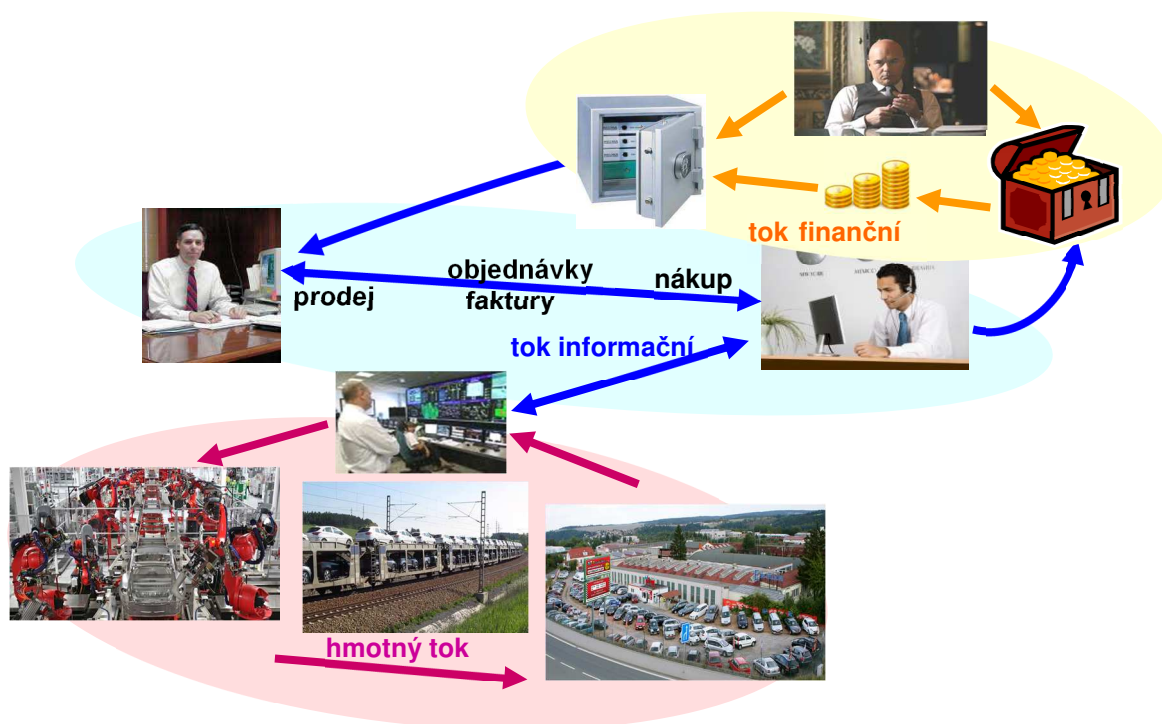 tok finanční
objednávky
nákup
prodej
faktury
tok informační
hmotný tok